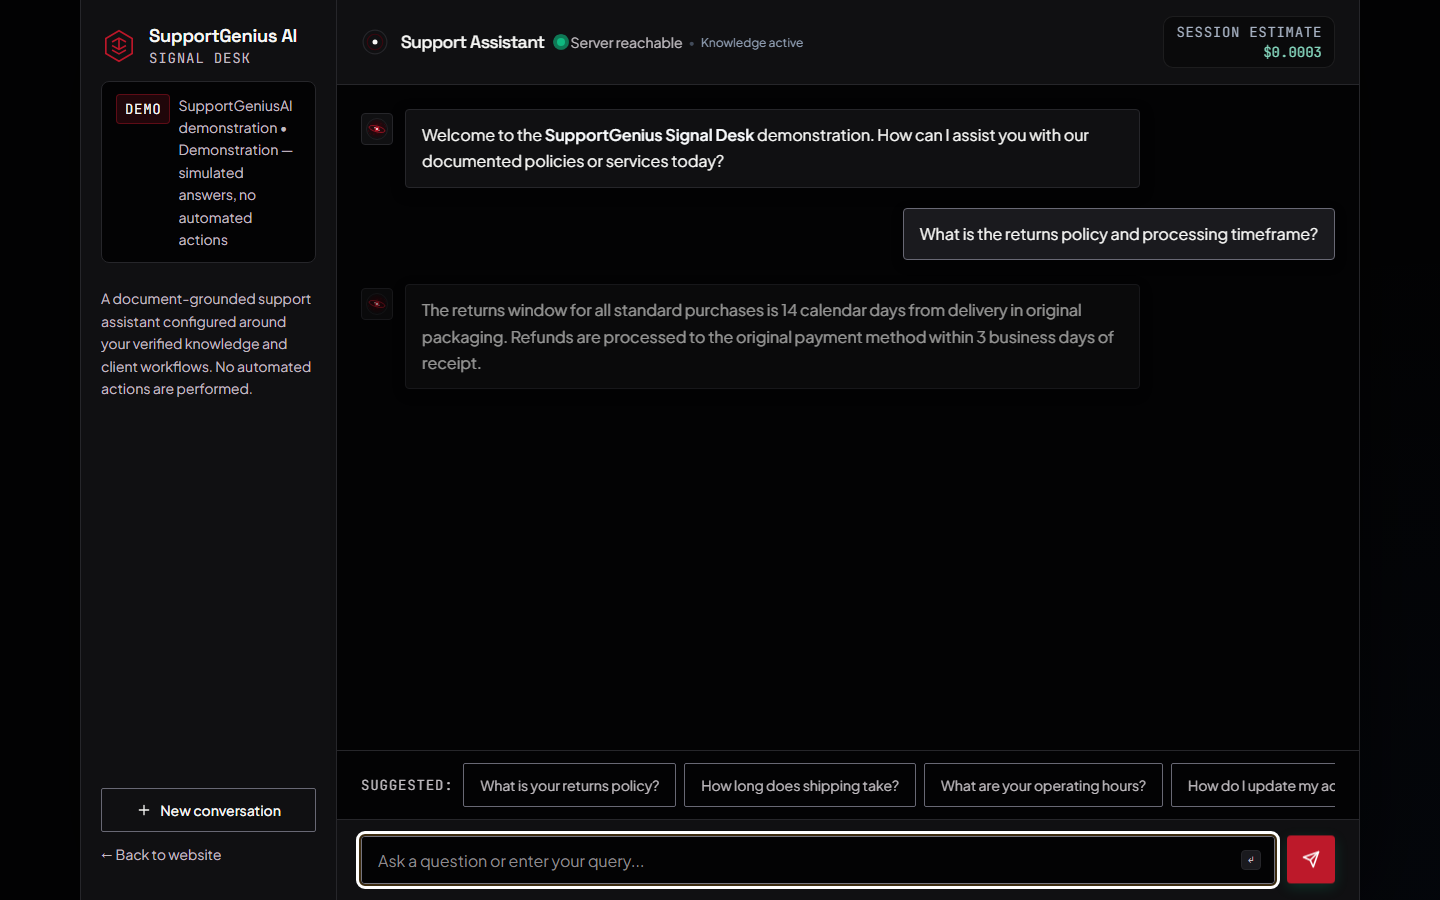 SupportGenius AI
SIGNAL DESK
DEMO
SupportGeniusAI
demonstration •
Demonstration —
simulated
answers, no
automated
actions
A document-grounded support
assistant configured around
your verified knowledge and
client workflows. No automated
actions are performed.
+ New conversation
← Back to website
Support Assistant Server reachable • Knowledge active
SESSION ESTIMATE
$0.0003
Welcome to the SupportGenius Signal Desk demonstration. How can I assist you with our
documented policies or services today?
What is the returns policy and processing timeframe?
The returns window for all standard purchases is 14 calendar days from delivery in original
packaging. Refunds are processed to the original payment method within 3 business days of
receipt.
SUGGESTED: What is your returns policy? How long does shipping take? What are your operating hours? How do I update my ac
Ask a question or enter your query... ↵